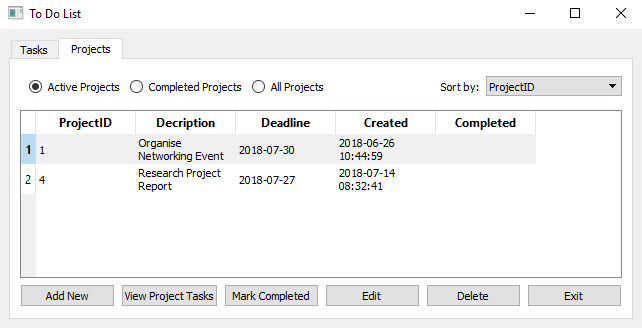 To Do List
Tasks Projects
Active Projects Completed Projects All Projects Sort by: ProjectID
ProjectID Decription Deadline Created Completed
1 1 Organise Networking Event 2018-07-30 2018-06-26 10:44:59
2 4 Research Project Report 2018-07-27 2018-07-14 08:32:41
Add New View Project Tasks Mark Completed Edit Delete Exit